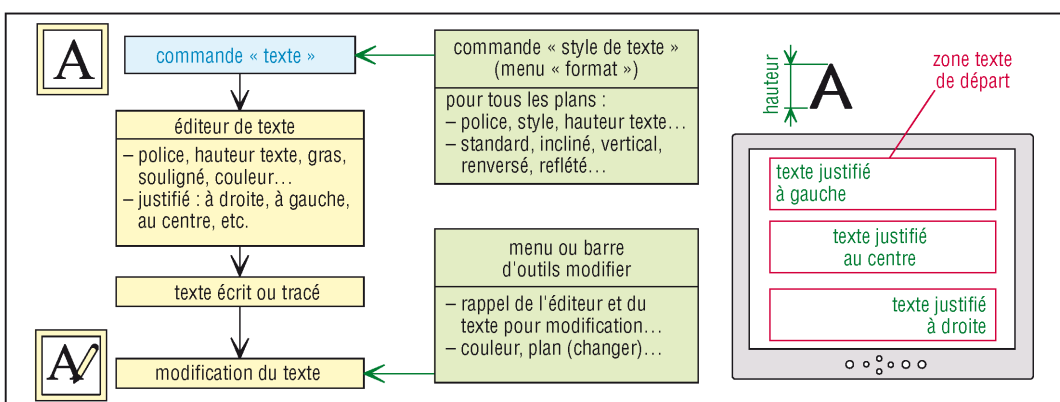 A
commande « texte »
éditeur de texte
– police, hauteur texte, gras,
souligné, couleur…
– justifié : à droite, à gauche,
au centre, etc.
texte écrit ou tracé
A
modification du texte
commande « style de texte »
(menu « format »)
pour tous les plans :
– police, style, hauteur texte…
– standard, incliné, vertical,
renversé, reflété…
menu ou barre
d'outils modifier
– rappel de l'éditeur et du
texte pour modification…
– couleur, plan (changer)…
hauteur
A
zone texte
de départ
texte justifié
à gauche
texte justifié
au centre
texte justifié
à droite